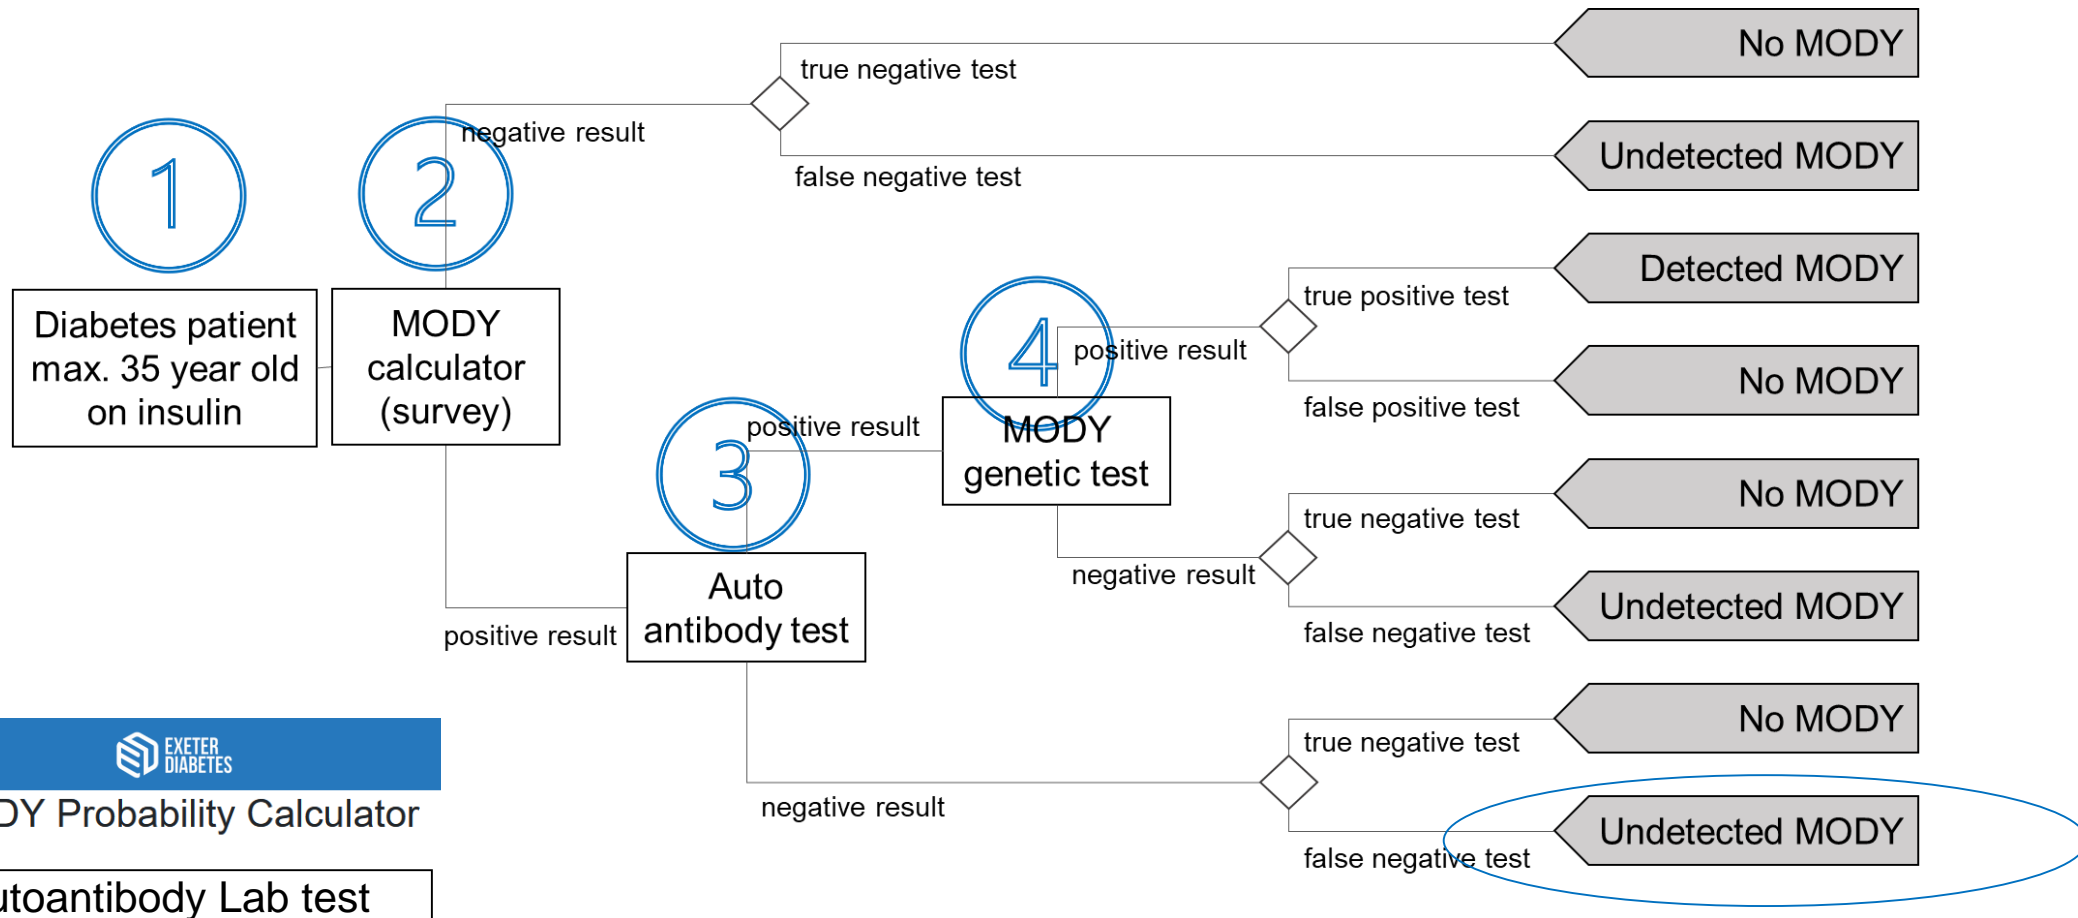 No MODY
true negative test
negative result
Undetected MODY
false negative test
1
2
Diabetes patient
max. 35 year old
on insulin
MODY
calculator
(survey)
Detected MODY
true positive test
4
positive result
No MODY
false positive test
positive result
MODY
genetic test
3
No MODY
true negative test
negative result
Undetected MODY
false negative test
Auto
antibody test
positive result
No MODY
true negative test
negative result
Undetected MODY
false negative test
EXETER
DIABETES
DY Probability Calculator
utoantibody Lab test